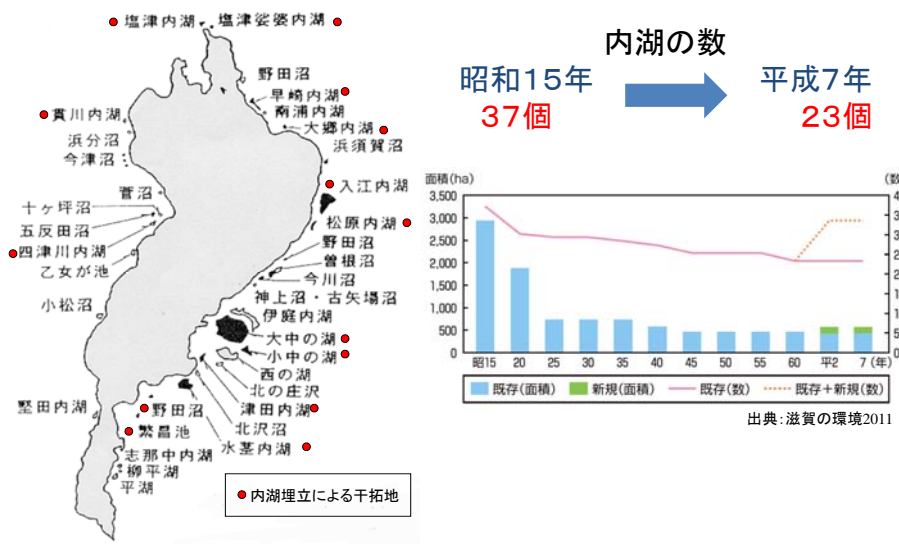 塩津内湖
塩津娑婆内湖
野田沼
早崎内湖
南浦内湖
大郷内湖
浜須賀沼
貫川内湖
浜分沼
今津沼
入江内湖
菅沼
十ヶ坪沼
五反田沼
四津川内湖
乙女が池
松原内湖
野田沼
曽根沼
今川沼
神上沼・古矢場沼
小松沼
伊庭内湖
大中の湖
小中の湖
西の湖
北の庄沢
堅田内湖
野田沼
津田内湖
北沢沼
繁昌池
水茎内湖
志那中内湖
柳平湖
平湖
内湖埋立による干拓地
内湖の数
昭和15年
平成7年
37個
23個
面積(ha)
(数
3,500
3,000
2,500
2,000
1,500
1,000
500
0
4
3
3
2
2
1
1
5
0
昭15 20 25 30 35 40 45 50 55 60 平2 7 (年)
既存(面積) 新規(面積) 既存(数) 既存+新規(数)
出典:滋賀の環境2011